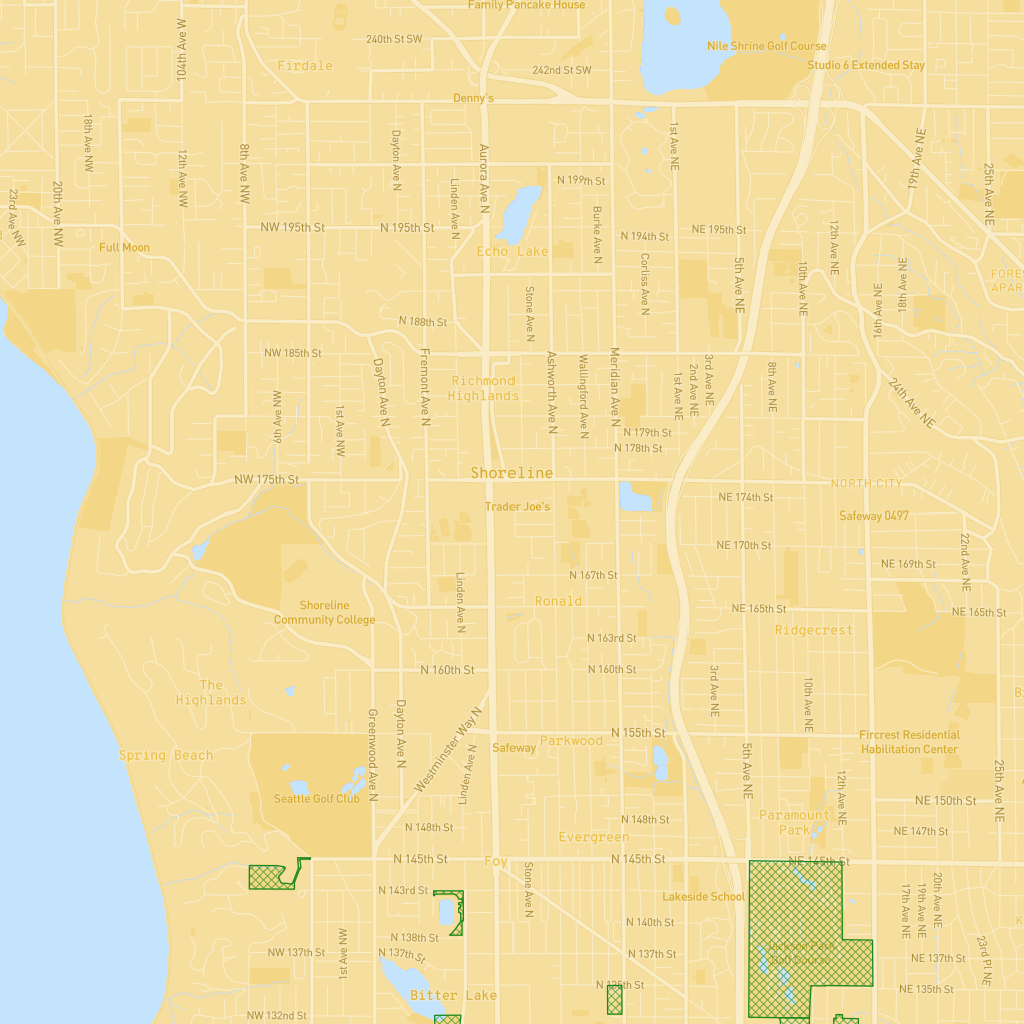 Family Pancake House
240th St SW
Nile Shrine Golf Course
Firdale
104th Ave W
242nd St SW
Studio 6 Extended Stay
Denny's
18th Ave NW
12th Ave NW
8th Ave NW
Dayton Ave N
Aurora Ave N
1st Ave NE
19th Ave NE
25th Ave NE
N 199th St
20th Ave NW
23rd Ave NW
Linden Ave N
Burke Ave N
NW 195th St
N 195th St
N 194th St
NE 195th St
12th Ave NE
Full Moon
Echo Lake
Corliss Ave N
5th Ave NE
10th Ave NE
18th Ave NE
16th Ave NE
Stone Ave N
N 188th St
NW 185th St
Dayton Ave N
Fremont Ave N
Ashworth Ave N
Wallingford Ave N
Meridian Ave N
3rd Ave NE
2nd Ave NE
1st Ave NE
8th Ave NE
24th Ave NE
Richmond
Highlands
6th Ave NW
1st Ave NW
N 179th St
N 178th St
Shoreline
NW 175th St
NORTH CITY
NE 174th St
Trader Joe's
Safeway 0497
NE 170th St
22nd Ave NE
NE 169th St
N 167th St
Linden Ave N
Ronald
Shoreline
Community College
NE 165th St
NE 165th St
Ridgecrest
N 163rd St
N 160th St
N 160th St
The
Highlands
3rd Ave NE
10th Ave NE
Greenwood Ave N
Dayton Ave N
Westminster Way N
Linden Ave N
N 155th St
Parkwood
Safeway
Fircrest Residential
Habilitation Center
Spring Beach
5th Ave NE
12th Ave NE
25th Ave NE
Seattle Golf Club
NE 150th St
Paramount
Park
N 148th St
N 148th St
NE 147th St
Evergreen
N 145th St
Foy
N 145th St
NE 145th St
Stone Ave N
N 143rd St
Lakeside School
17th Ave NE
19th Ave NE
20th Ave NE
N 140th St
N 138th St
1st Ave NW
NW 137th St
N 137th St
N 137th St
Jackson Park
Golf Course
NE 137th St
23rd Pl NE
N 135th St
NE 135th St
Bitter Lake
NW 132nd St